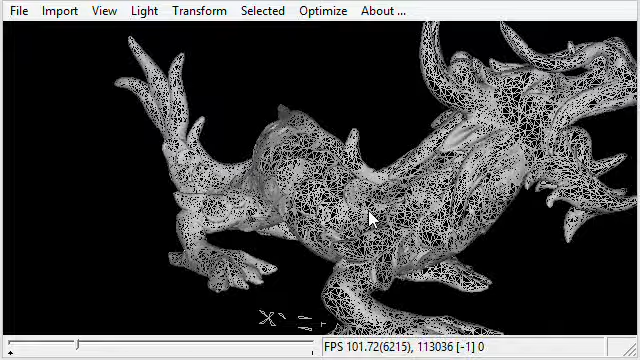 File Import View Light Transform Selected Optimize About ...
FPS 101.72(6215), 113036 [-1] 0